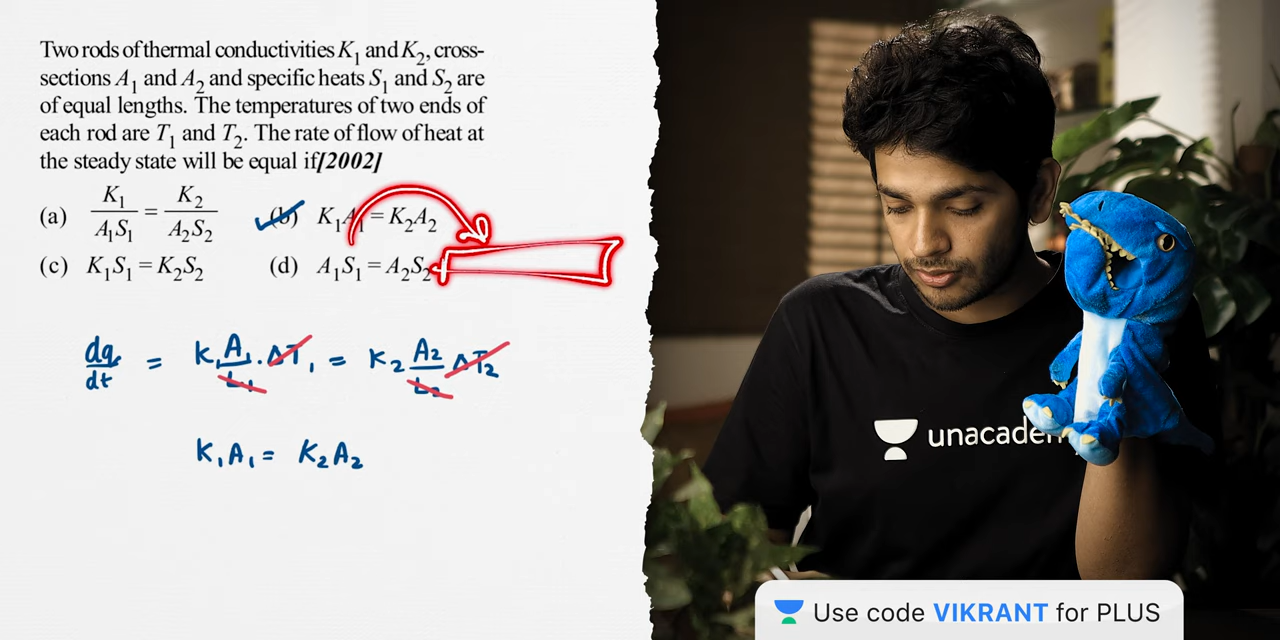 Two rods of thermal conductivities K₁ and K₂, cross-
sections A₁ and A₂ and specific heats S₁ and S₂ are
of equal lengths. The temperatures of two ends of
each rod are T₁ and T₂. The rate of flow of heat at
the steady state will be equal if [2002]
(a) K₁/A₁S₁ = K₂/A₂S₂ (b) K₁A₁ = K₂A₂
(c) K₁S₁ = K₂S₂ (d) A₁S₁ = A₂S₂
dq/dt = K₁ A₁/L₁ . ΔT₁ = K₂ A₂/L₂ ΔT₂
K₁A₁ = K₂A₂
unacadem
Use code VIKRANT for PLUS